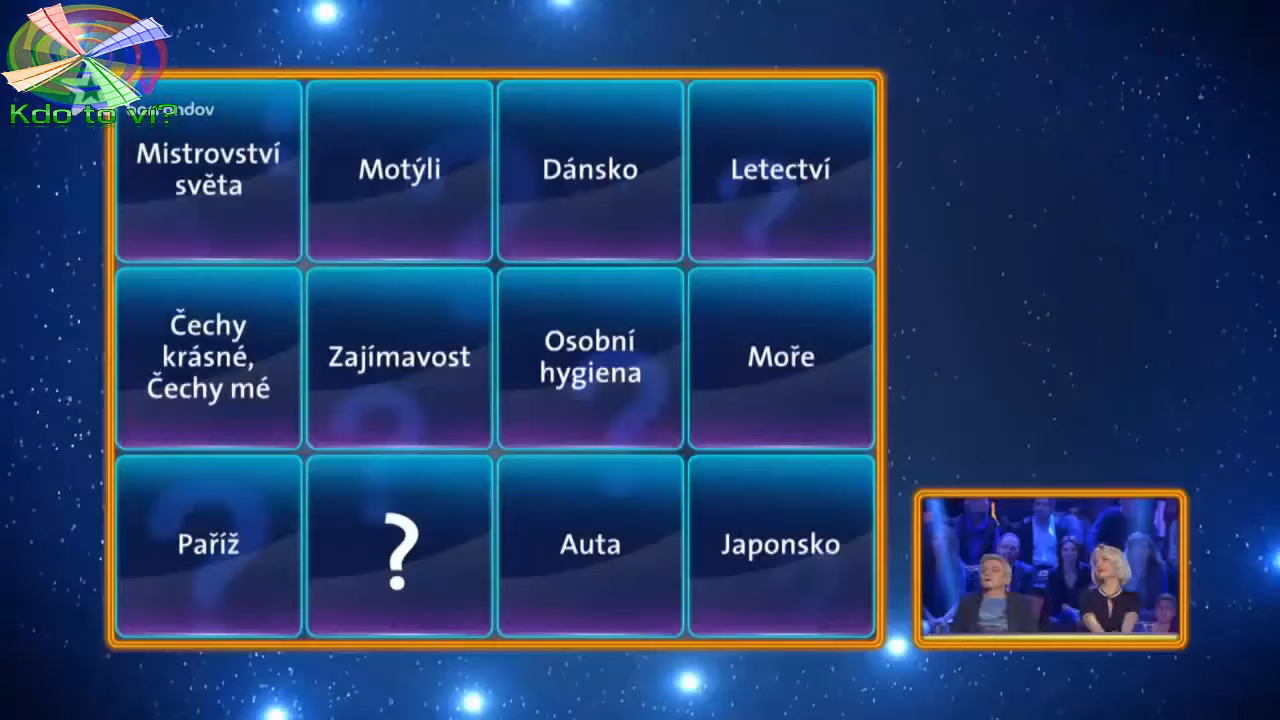 Kdo to ví?
barrandov
Mistrovství
světa
Motýli
Dánsko
Letectví
Čechy
krásné,
Čechy mé
Zajímavost
Osobní
hygiena
Moře
Paříž
?
Auta
Japonsko